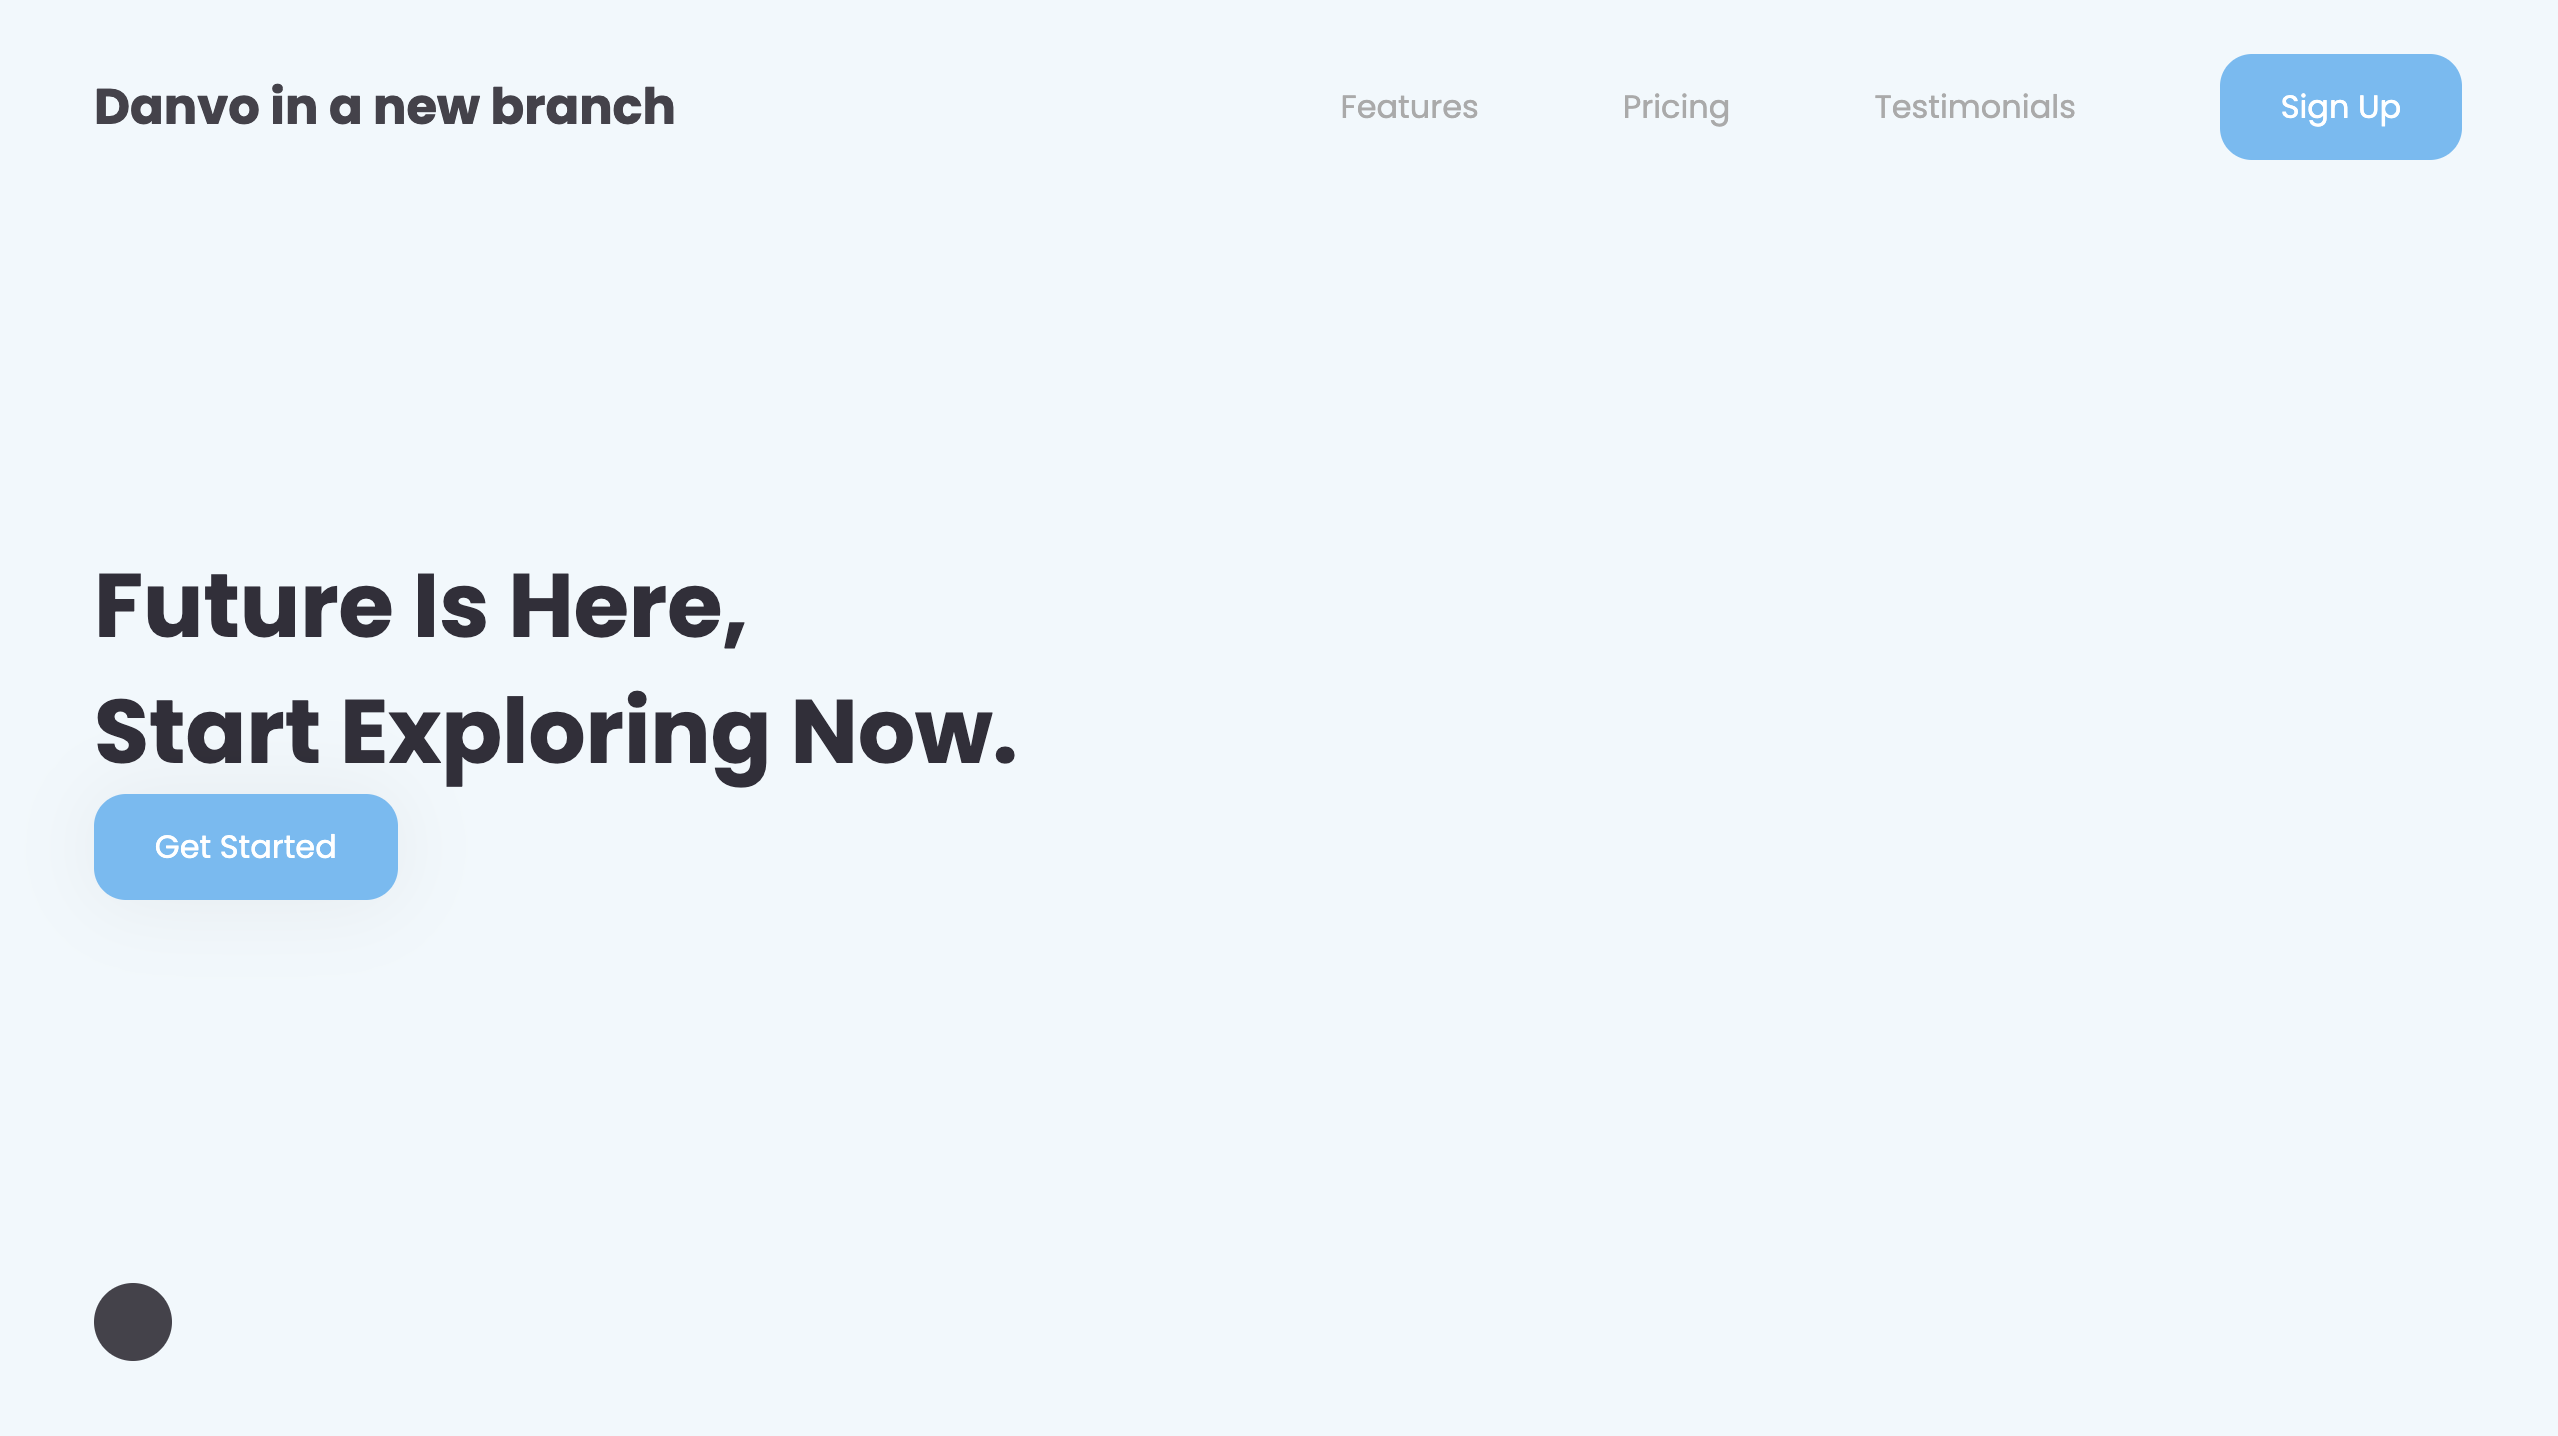 Danvo in a new branch
Features
Pricing
Testimonials
Sign Up
Future Is Here,
Start Exploring Now.
Get Started